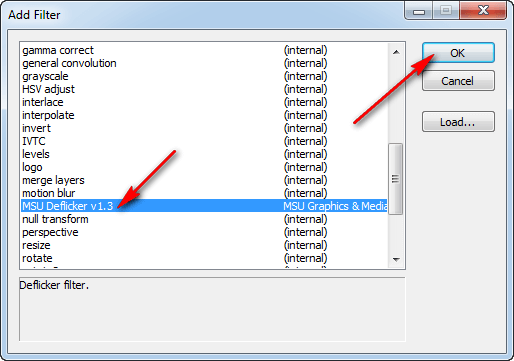 Add Filter
gamma correct (internal)
general convolution (internal)
grayscale (internal)
HSV adjust (internal)
interlace (internal)
interpolate (internal)
invert (internal)
IVTC (internal)
levels (internal)
logo (internal)
merge layers (internal)
motion blur (internal)
MSU Deflicker v1.3 MSU Graphics & Media
null transform (internal)
perspective (internal)
resize (internal)
rotate (internal)
OK
Cancel
Load...
Deflicker filter.